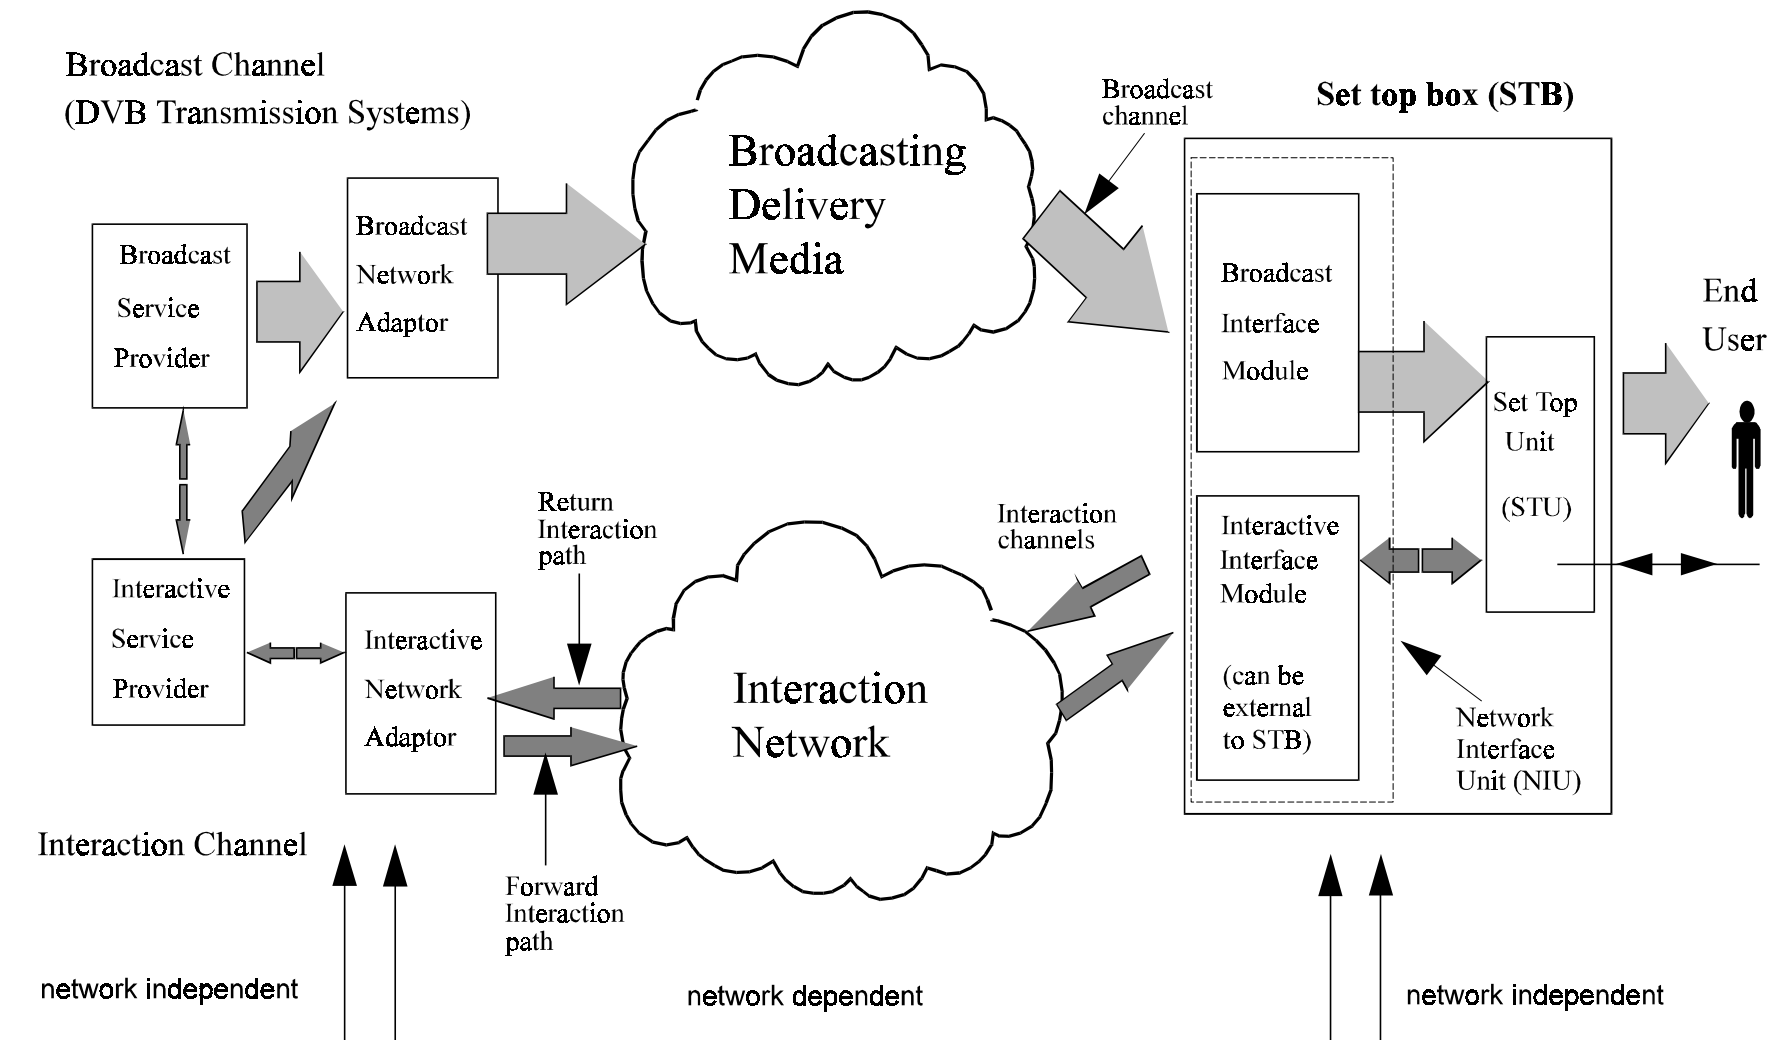 Broadcast Channel
(DVB Transmission Systems)
Broadcast
Service
Provider
Broadcast
Network
Adaptor
Broadcasting
Delivery
Media
Broadcast
channel
Set top box (STB)
Broadcast
Interface
Module
Set Top
Unit
(STU)
End
User
Interactive
Service
Provider
Interactive
Network
Adaptor
Return
Interaction
path
Interaction
Network
Interaction
channels
Interactive
Interface
Module
(can be
external
to STB)
Network
Interface
Unit (NIU)
Interaction Channel
Forward
Interaction
path
network independent
network dependent
network independent